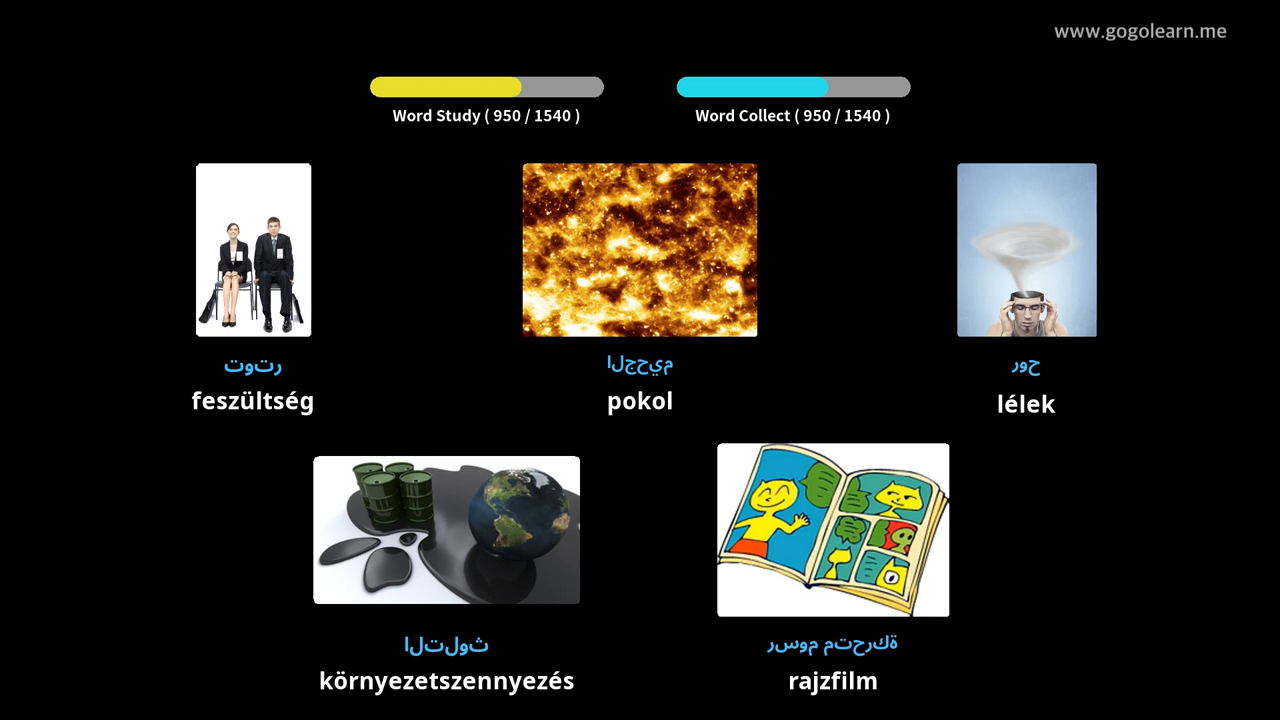 www.gogolearn.me
Word Study ( 950 / 1540 )
Word Collect ( 950 / 1540 )
توتر
الجحيم
روح
feszültség
pokol
lélek
التلوث
رسوم متحركة
környezetszennyezés
rajzfilm